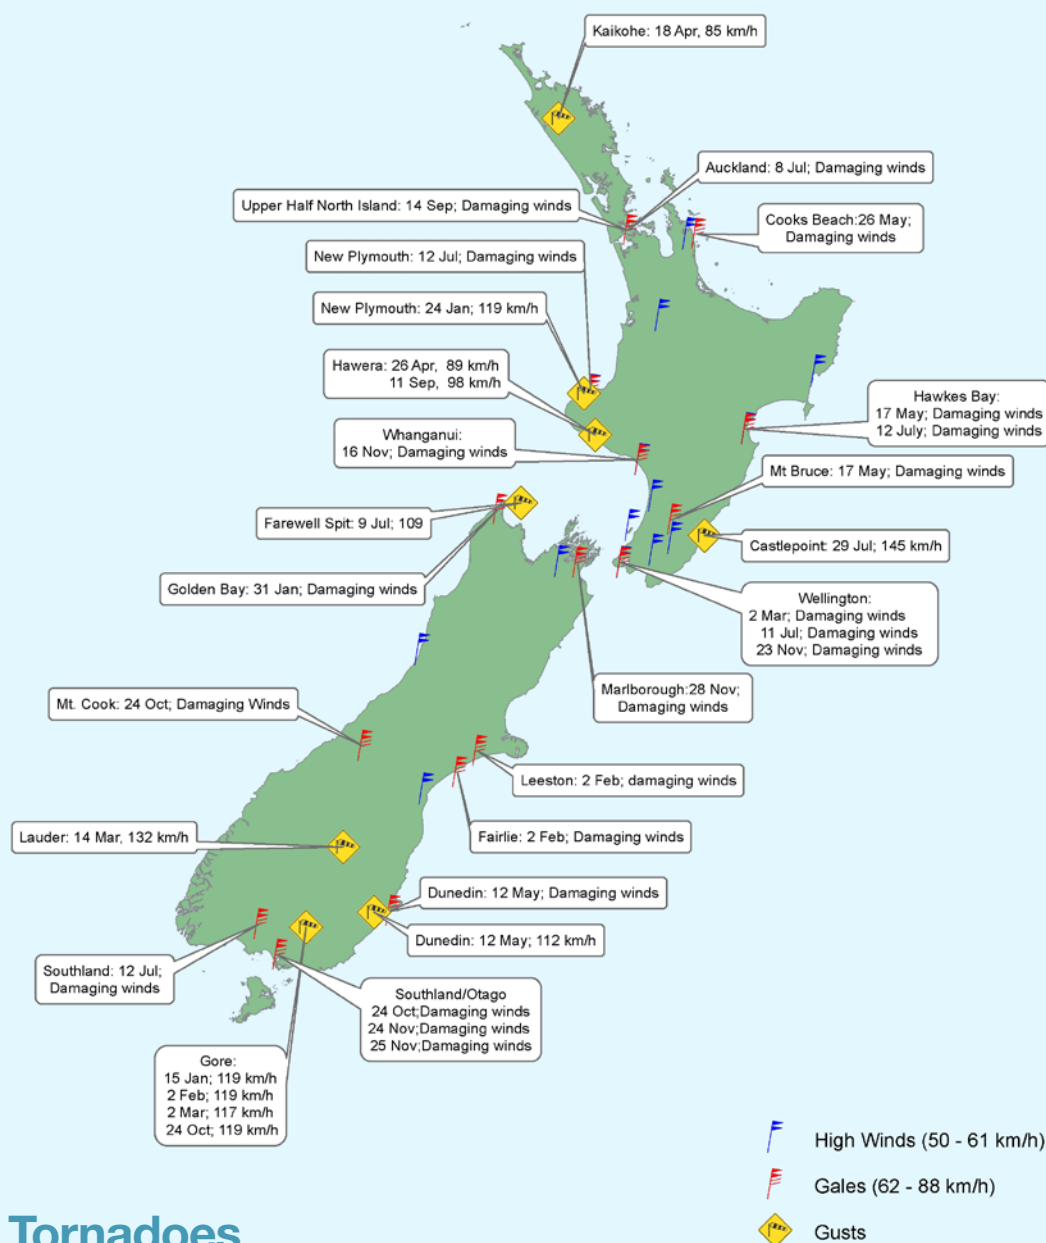 Kaikohe: 18 Apr, 85 km/h
Auckland: 8 Jul; Damaging winds
Upper Half North Island: 14 Sep; Damaging winds
Cooks Beach:26 May;
Damaging winds
New Plymouth: 12 Jul; Damaging winds
New Plymouth: 24 Jan; 119 km/h
Hawera: 26 Apr, 89 km/h
11 Sep, 98 km/h
Hawkes Bay:
17 May; Damaging winds
12 July; Damaging winds
Whanganui:
16 Nov; Damaging winds
Mt Bruce: 17 May; Damaging winds
Farewell Spit: 9 Jul; 109
Castlepoint: 29 Jul; 145 km/h
Golden Bay: 31 Jan; Damaging winds
Wellington:
2 Mar; Damaging winds
11 Jul; Damaging winds
23 Nov; Damaging winds
Marlborough:28 Nov;
Damaging winds
Mt. Cook: 24 Oct; Damaging Winds
Leeston: 2 Feb; damaging winds
Lauder: 14 Mar, 132 km/h
Fairlie: 2 Feb; Damaging winds
Dunedin: 12 May; Damaging winds
Dunedin: 12 May; 112 km/h
Southland: 12 Jul;
Damaging winds
Southland/Otago
24 Oct;Damaging winds
24 Nov;Damaging winds
25 Nov;Damaging winds
Gore:
15 Jan; 119 km/h
2 Feb; 119 km/h
2 Mar; 117 km/h
24 Oct; 119 km/h
High Winds (50 - 61 km/h)
Gales (62 - 88 km/h)
Gusts
Tornadoes